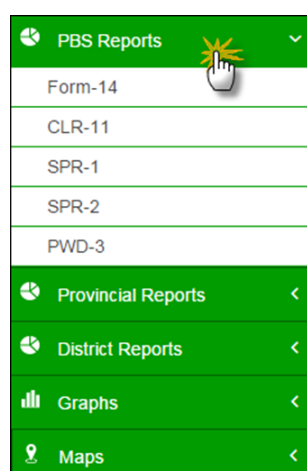 PBS Reports
Form-14
CLR-11
SPR-1
SPR-2
PWD-3
Provincial Reports
District Reports
Graphs
Maps